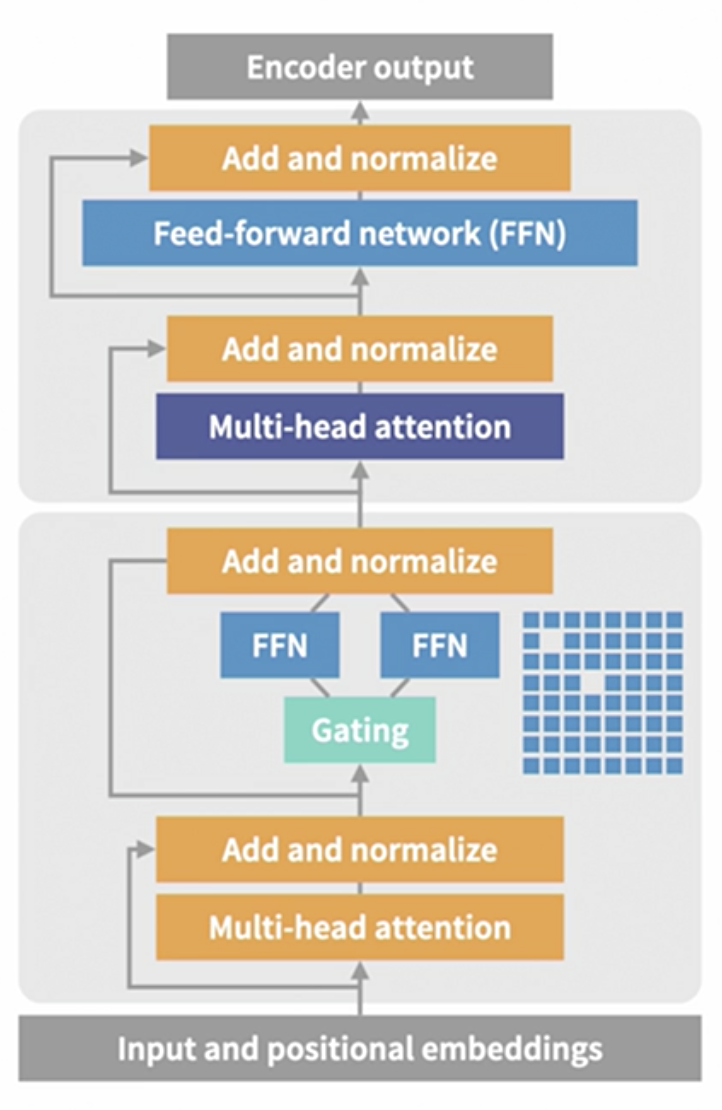 Encoder output
Add and normalize
Feed-forward network (FFN)
Add and normalize
Multi-head attention
Add and normalize
FFN
FFN
Gating
Add and normalize
Multi-head attention
Input and positional embeddings